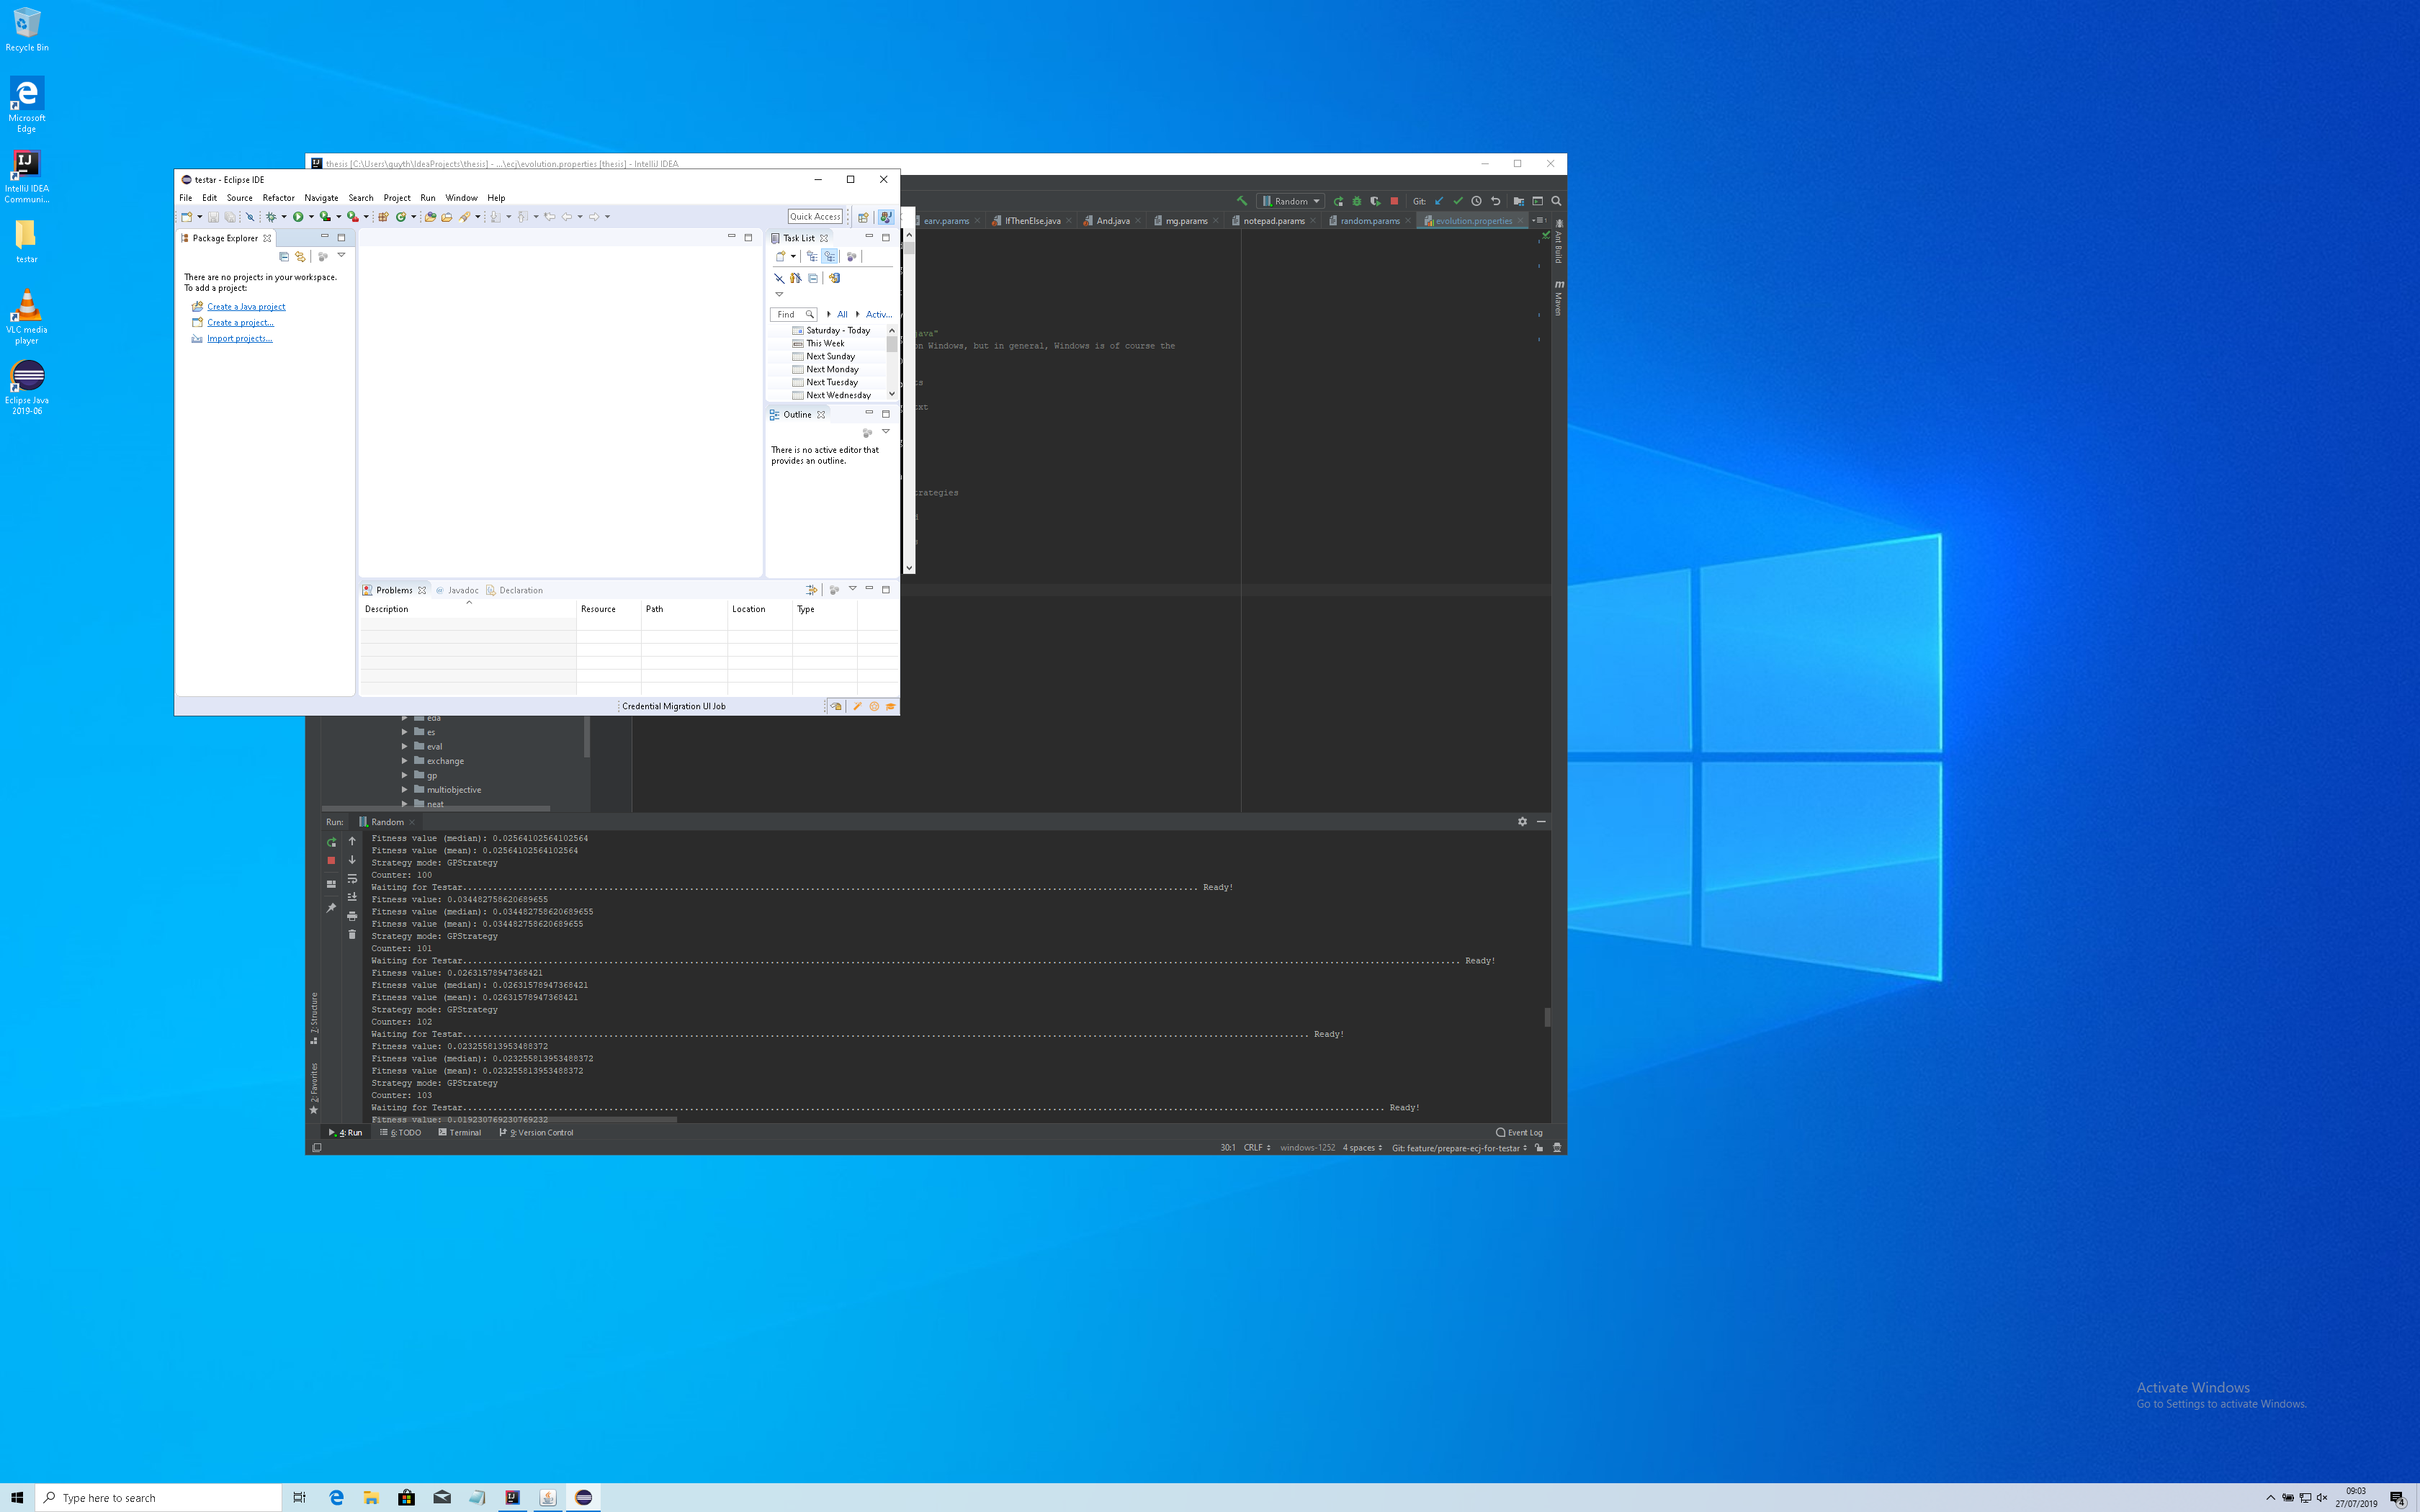 Recycle Bin
Microsoft
Edge
IntelliJ IDEA
Communi...
testar
VLC media
player
Eclipse Java
2019-06
thesis [C:\Users\guyth\IdeaProjects\thesis] - ...\ecj\evolution.properties [thesis] - IntelliJ IDEA
testar - Eclipse IDE
File Edit Source Refactor Navigate Search Project Run Window Help
Quick Access
Random
Git:
earv.params
IfThenElse.java
And.java
mg.params
notepad.params
random.params
evolution.properties
Ant Build
Maven
Package Explorer
There are no projects in your workspace.
To add a project:
Create a Java project
Create a project...
Import projects...
Task List
Find
All
Activ...
Saturday - Today
This Week
Next Sunday
Next Monday
Next Tuesday
Next Wednesday
Outline
There is no active editor that
provides an outline.
ava"
on Windows, but in general, Windows is of course the
ts
xt
rategies
Problems Javadoc Declaration
Description Resource Path Location Type
Credential Migration UI Job
eda
es
eval
exchange
gp
multiobjective
neat
Run: Random
Fitness value (median): 0.02564102564102564
Fitness value (mean): 0.02564102564102564
Strategy mode: GPStrategy
Counter: 100
Waiting for Testar.................................................................................................................................................. Ready!
Fitness value: 0.034482758620689655
Fitness value (median): 0.034482758620689655
Fitness value (mean): 0.034482758620689655
Strategy mode: GPStrategy
Counter: 101
Waiting for Testar...................................................................................................................................................................................................... Ready!
Fitness value: 0.02631578947368421
Fitness value (median): 0.02631578947368421
Fitness value (mean): 0.02631578947368421
Strategy mode: GPStrategy
Counter: 102
Waiting for Testar........................................................................................................................................................................ Ready!
Fitness value: 0.023255813953488372
Fitness value (median): 0.023255813953488372
Fitness value (mean): 0.023255813953488372
Strategy mode: GPStrategy
Counter: 103
Waiting for Testar....................................................................................................................................................................................... Ready!
Fitness value: 0.019230769230769232
7: Structure
2: Favorites
4: Run
6: TODO
Terminal
9: Version Control
Event Log
30:1 CRLF windows-1252 4 spaces Git: feature/prepare-ecj-for-testar
Activate Windows
Go to Settings to activate Windows.
Type here to search
09:03
27/07/2019
4